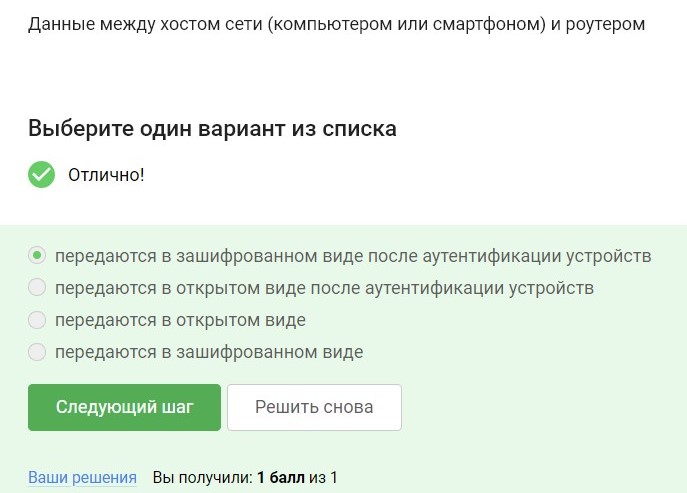 Данные между хостом сети (компьютером или смартфоном) и роутером
Выберите один вариант из списка
Отлично!
передаются в зашифрованном виде после аутентификации устройств
передаются в открытом виде после аутентификации устройств
передаются в открытом виде
передаются в зашифрованном виде
Следующий шаг Решить снова
Ваши решения Вы получили: 1 балл из 1